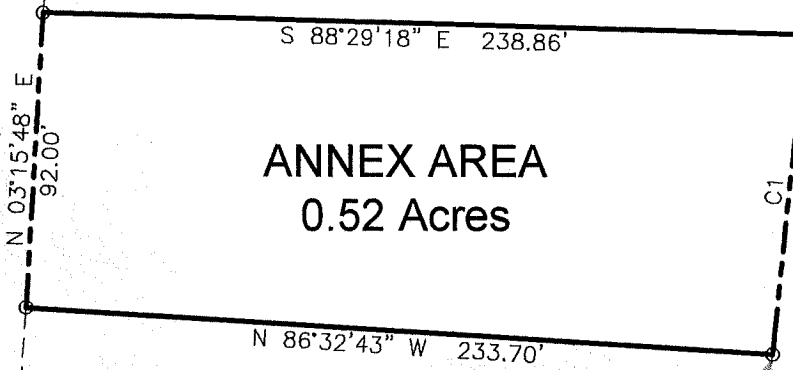 S 88°29'18" E 238.86'
N 03°15'48" E
92.00'
ANNEX AREA
0.52 Acres
C1
N 86°32'43" W 233.70'